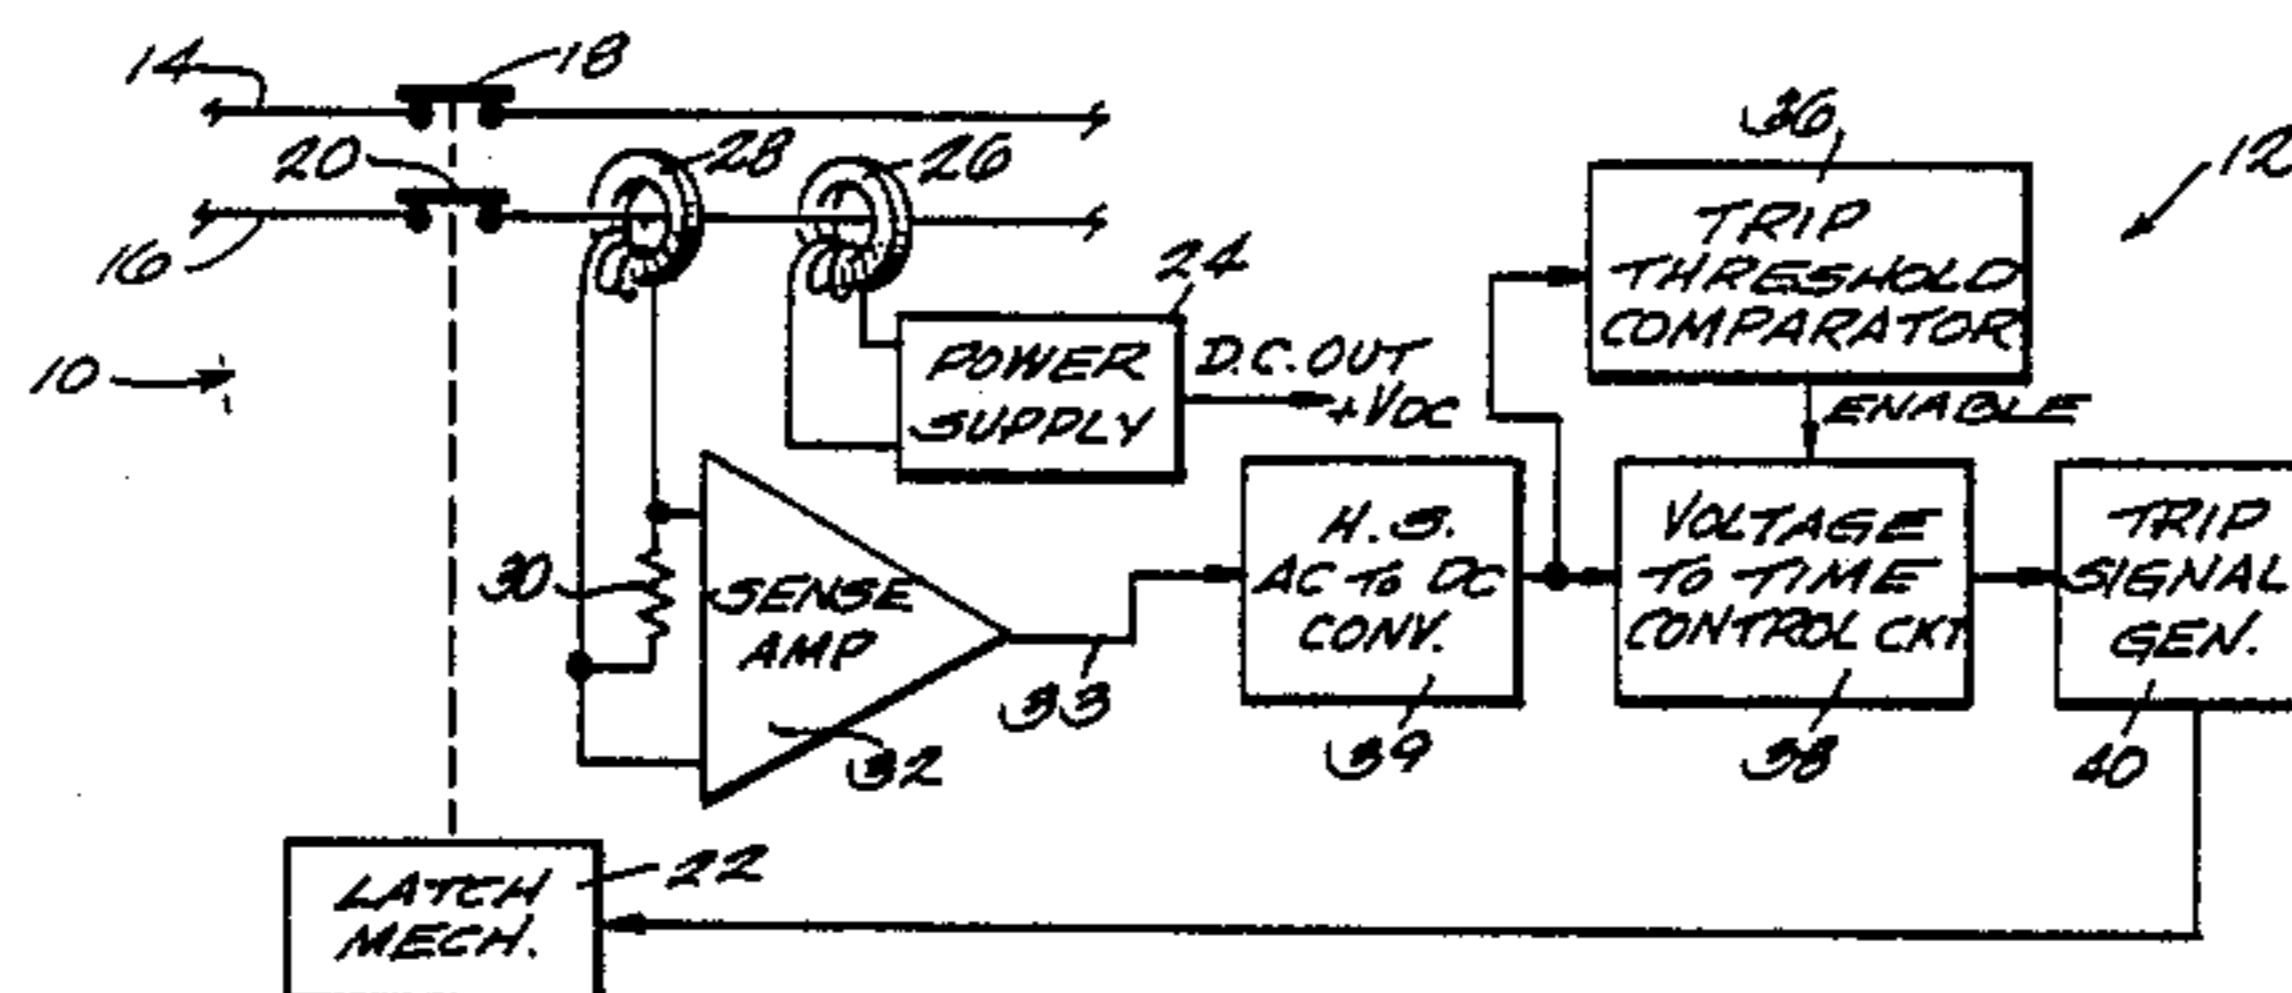 14
18
20
28
26
36
12
16
24
TRIP
THRESHOLD
COMPARATOR
10
POWER
SUPPLY
D.C. OUT
+VDC
ENABLE
H.S.
AC TO DC
CONV.
VOLTAGE
TO TIME
CONTROL CKT
TRIP
SIGNAL
GEN.
30
SENSE
AMP
33
32
39
38
40
LATCH
MECH.
22